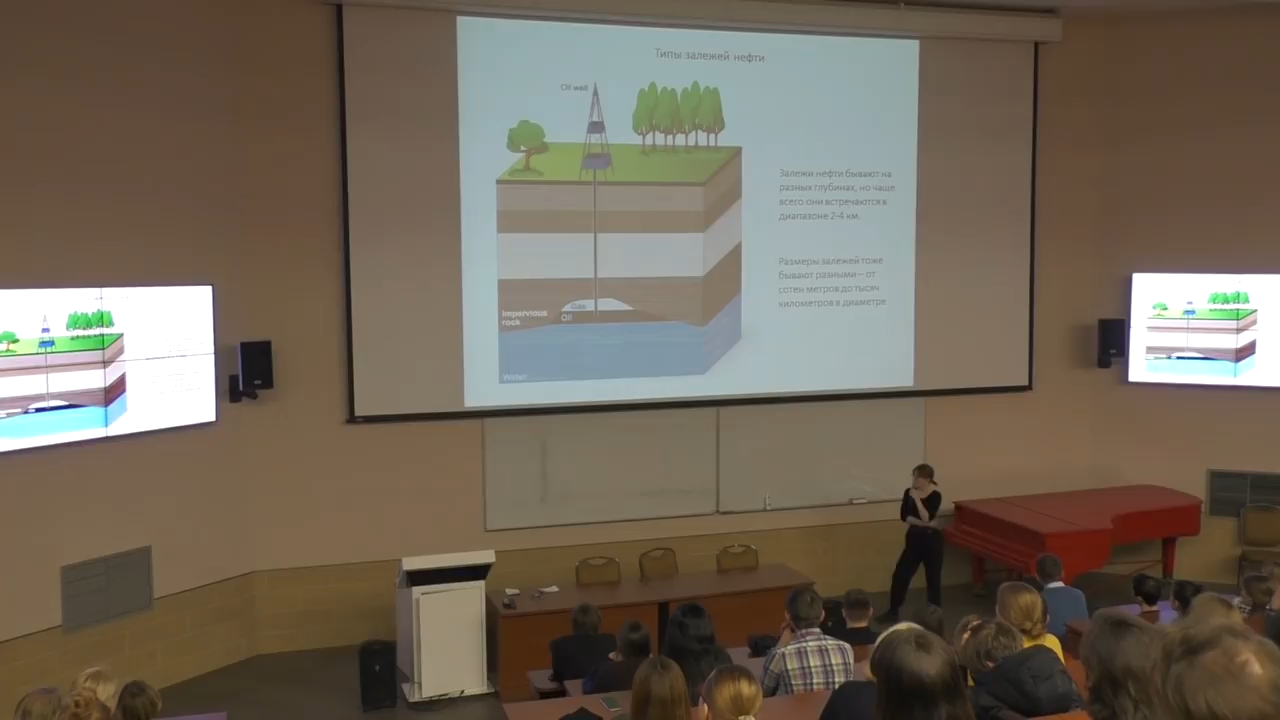 Типы залежей нефти
Oil well
Залежи нефти бывают на
разных глубинах, но чаще
всего они встречаются в
диапазоне 2-4 км.
Размеры залежей тоже
бывают разными – от
сотен метров до тысяч
километров в диаметре
Gas
Impervious
rock
Oil
Water